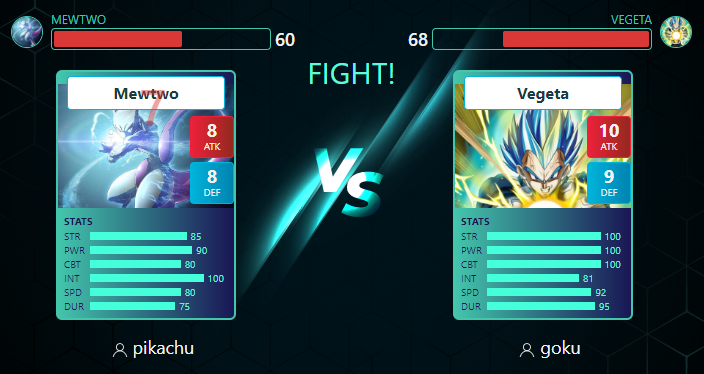 MEWTWO
60
VEGETA
68
FIGHT!
Mewtwo
7
8
ATK
8
DEF
STATS
STR 85
PWR 90
CBT 80
INT 100
SPD 80
DUR 75
pikachu
VS
Vegeta
10
ATK
9
DEF
STATS
STR 100
PWR 100
CBT 100
INT 81
SPD 92
DUR 95
goku